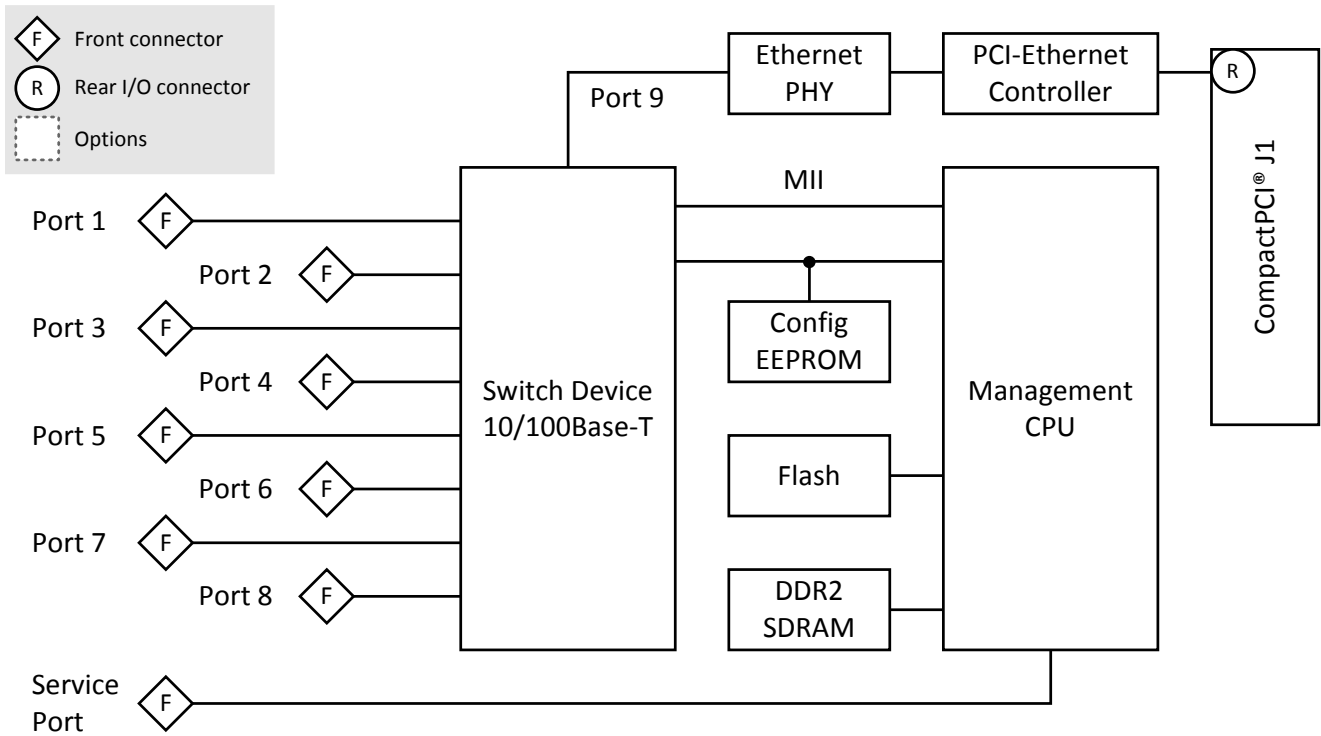 F Front connector
R Rear I/O connector
Options
Ethernet
PHY
PCI-Ethernet
Controller
R
Port 9
CompactPCI® J1
MII
Port 1 F
Port 2 F
Port 3 F
Port 4 F
Port 5 F
Port 6 F
Port 7 F
Port 8 F
Switch Device
10/100Base-T
Config
EEPROM
Flash
DDR2
SDRAM
Management
CPU
Service
Port
F